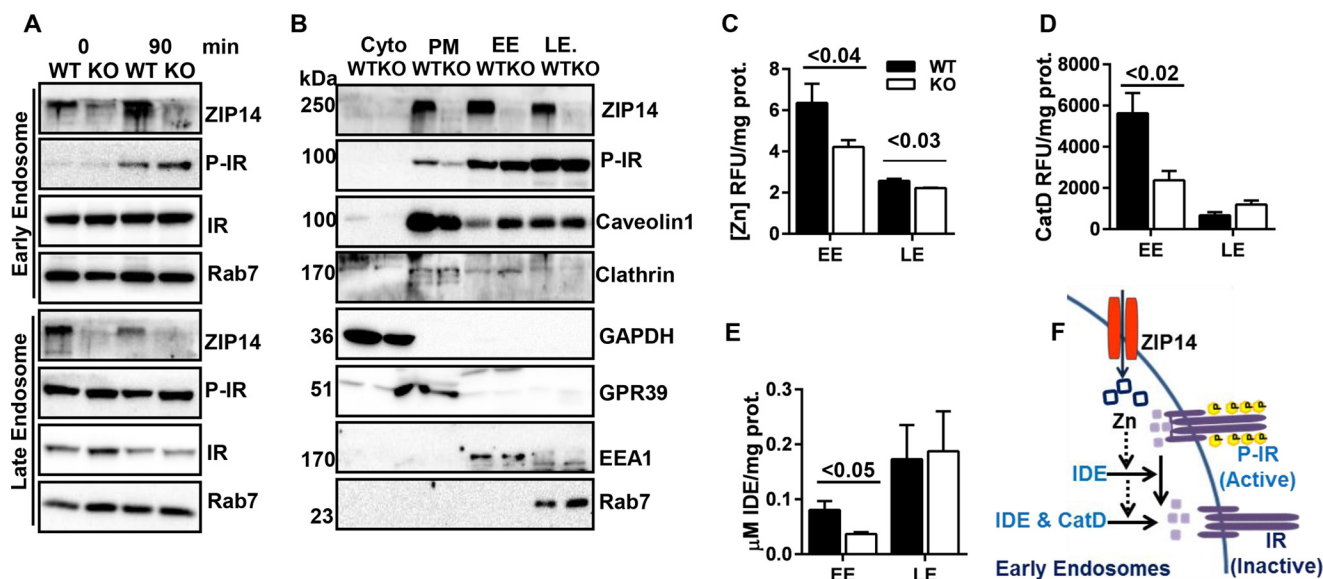 A
0 90 min
WT KO WT KO
Early Endosome
ZIP14
P-IR
IR
Rab7
Late Endosome
ZIP14
P-IR
IR
Rab7
B
Cyto PM EE LE.
kDa WTKO WTKO WTKO WTKO
250 ZIP14
100 P-IR
100 Caveolin1
170 Clathrin
36 GAPDH
51 GPR39
170 EEA1
23 Rab7
C
[Zn] RFU/mg prot.
8
6
4
2
0
<0.04
<0.03
WT
KO
EE LE
D
CatD RFU/mg prot.
8000
6000
4000
2000
0
<0.02
EE LE
E
µM IDE/mg prot.
0.3
0.2
0.1
0.0
<0.05
EE LE
F
ZIP14
Zn
P P P P
P P P P
P-IR
(Active)
IDE
IDE & CatD
IR
(Inactive)
Early Endosomes